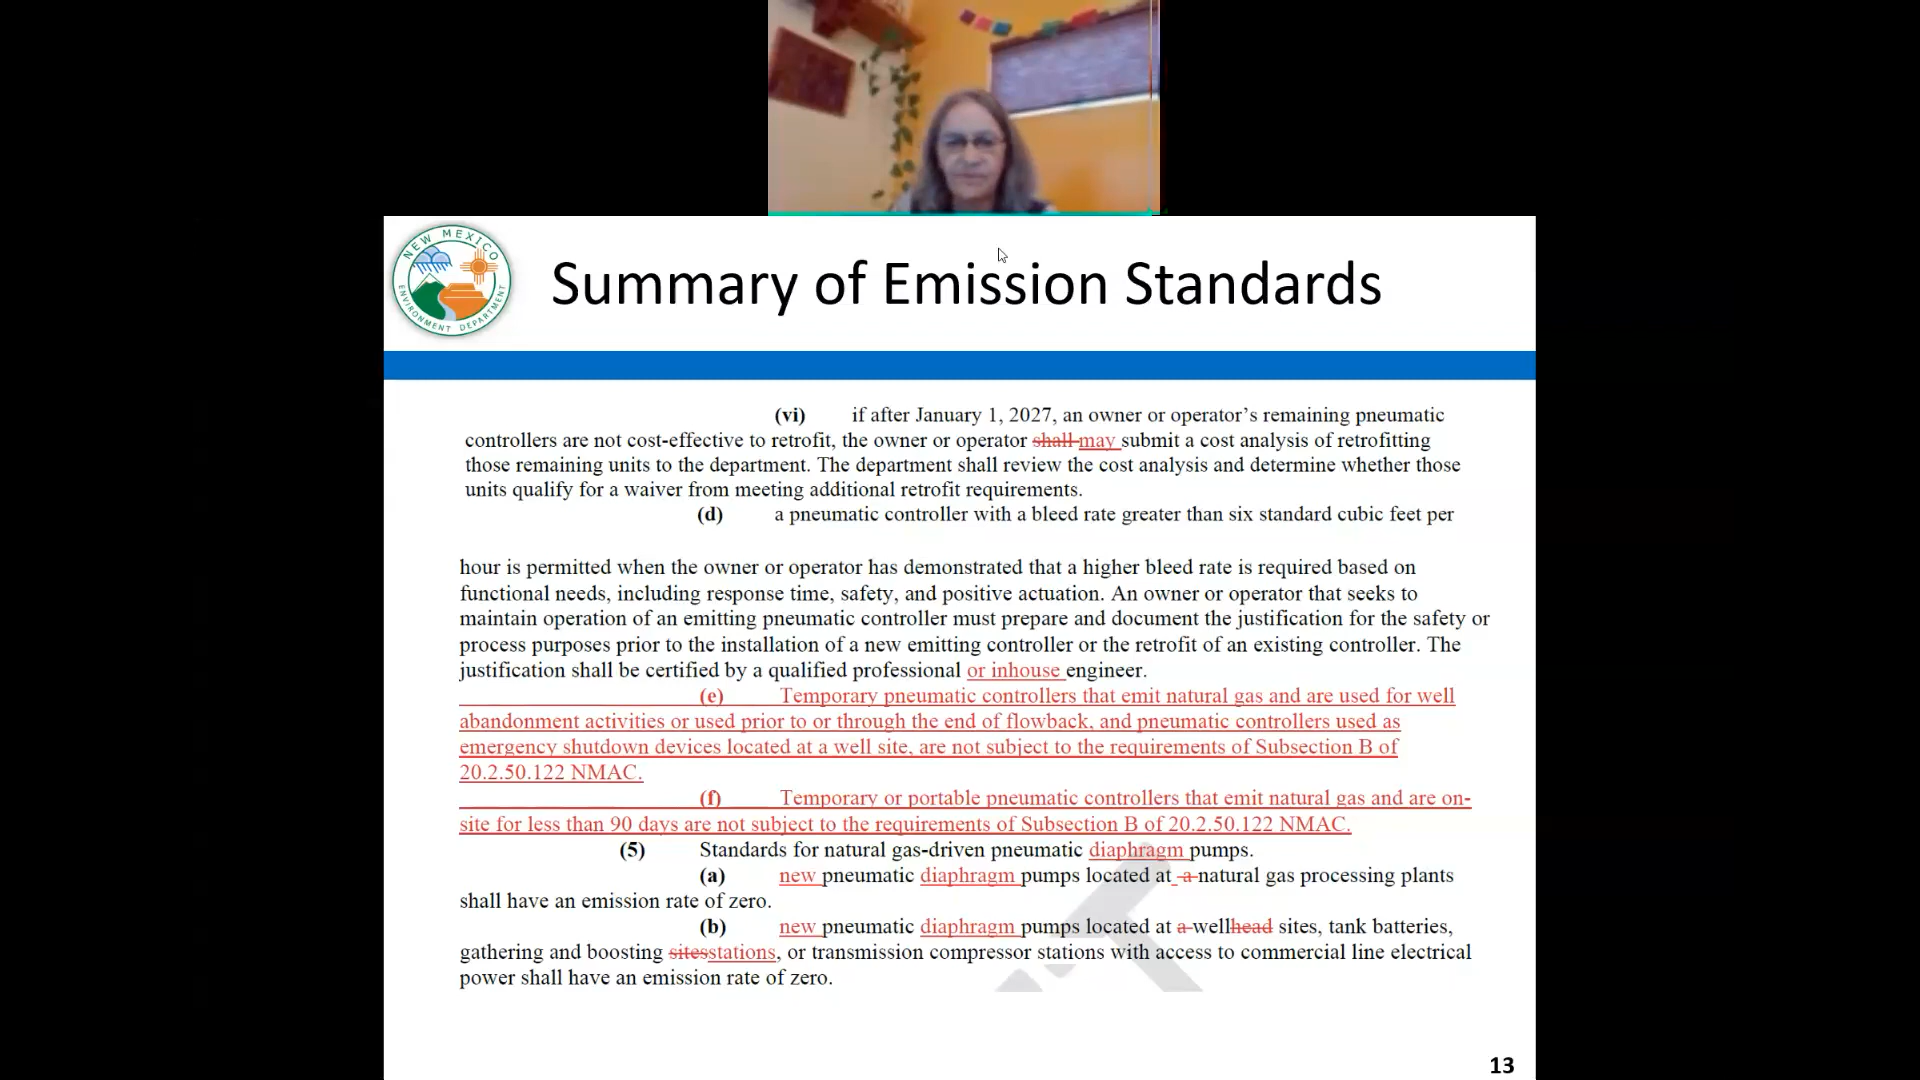 NEW MEXICO
ENVIRONMENT DEPARTMENT
Summary of Emission Standards
(vi) if after January 1, 2027, an owner or operator’s remaining pneumatic
controllers are not cost-effective to retrofit, the owner or operator shall may submit a cost analysis of retrofitting
those remaining units to the department. The department shall review the cost analysis and determine whether those
units qualify for a waiver from meeting additional retrofit requirements.
(d) a pneumatic controller with a bleed rate greater than six standard cubic feet per
hour is permitted when the owner or operator has demonstrated that a higher bleed rate is required based on
functional needs, including response time, safety, and positive actuation. An owner or operator that seeks to
maintain operation of an emitting pneumatic controller must prepare and document the justification for the safety or
process purposes prior to the installation of a new emitting controller or the retrofit of an existing controller. The
justification shall be certified by a qualified professional or inhouse engineer.
(e) Temporary pneumatic controllers that emit natural gas and are used for well
abandonment activities or used prior to or through the end of flowback, and pneumatic controllers used as
emergency shutdown devices located at a well site, are not subject to the requirements of Subsection B of
20.2.50.122 NMAC.
(f) Temporary or portable pneumatic controllers that emit natural gas and are on-
site for less than 90 days are not subject to the requirements of Subsection B of 20.2.50.122 NMAC.
(5) Standards for natural gas-driven pneumatic diaphragm pumps.
(a) new pneumatic diaphragm pumps located at a natural gas processing plants
shall have an emission rate of zero.
(b) new pneumatic diaphragm pumps located at a wellhead sites, tank batteries,
gathering and boosting sitesstations, or transmission compressor stations with access to commercial line electrical
power shall have an emission rate of zero.
13